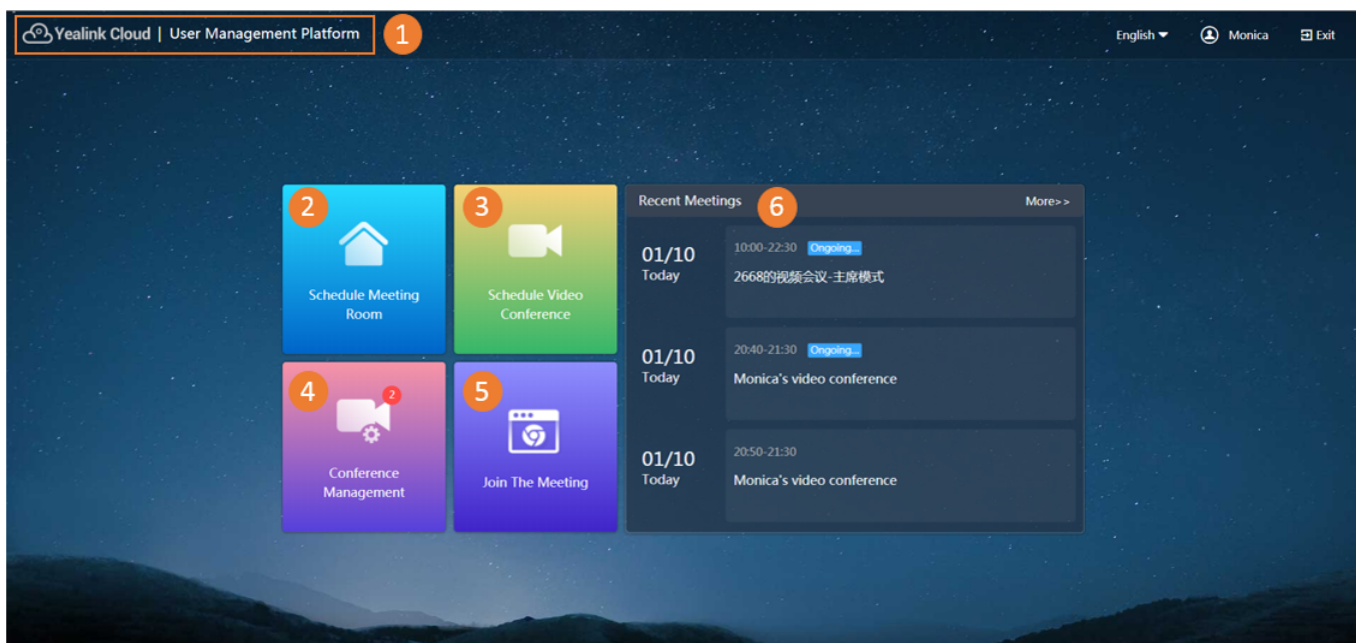 Yealink Cloud | User Management Platform
1
English
Monica
Exit
2
Schedule Meeting
Room
3
Schedule Video
Conference
4
2
Conference
Management
5
Join The Meeting
Recent Meetings
6
More>>
01/10
Today
10:00-22:30 Ongoing...
2668的视频会议-主席模式
01/10
Today
20:40-21:30 Ongoing...
Monica's video conference
01/10
Today
20:50-21:30
Monica's video conference